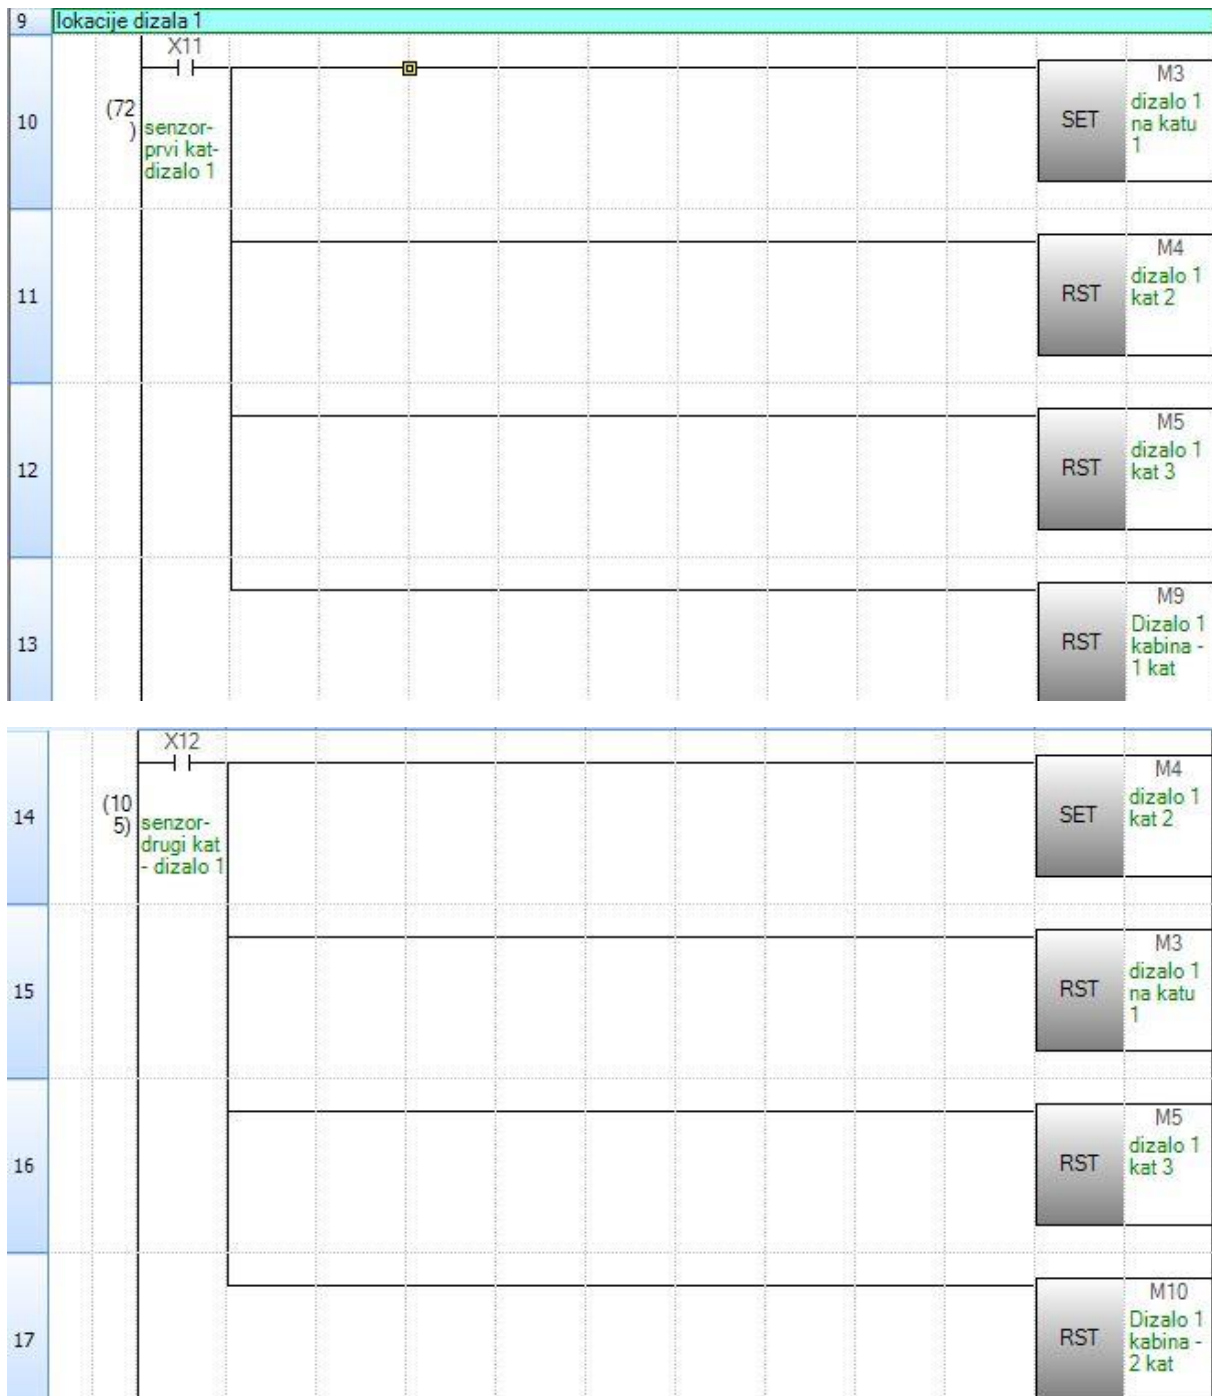 9
lokacije dizala 1
X11
10
(72
)
senzor-
prvi kat-
dizalo 1
SET
M3
dizalo 1
na katu
1
11
RST
M4
dizalo 1
kat 2
12
RST
M5
dizalo 1
kat 3
13
RST
M9
Dizalo 1
kabina -
1 kat
X12
14
(10
5)
senzor-
drugi kat
- dizalo 1
SET
M4
dizalo 1
kat 2
15
RST
M3
dizalo 1
na katu
1
16
RST
M5
dizalo 1
kat 3
17
RST
M10
Dizalo 1
kabina -
2 kat